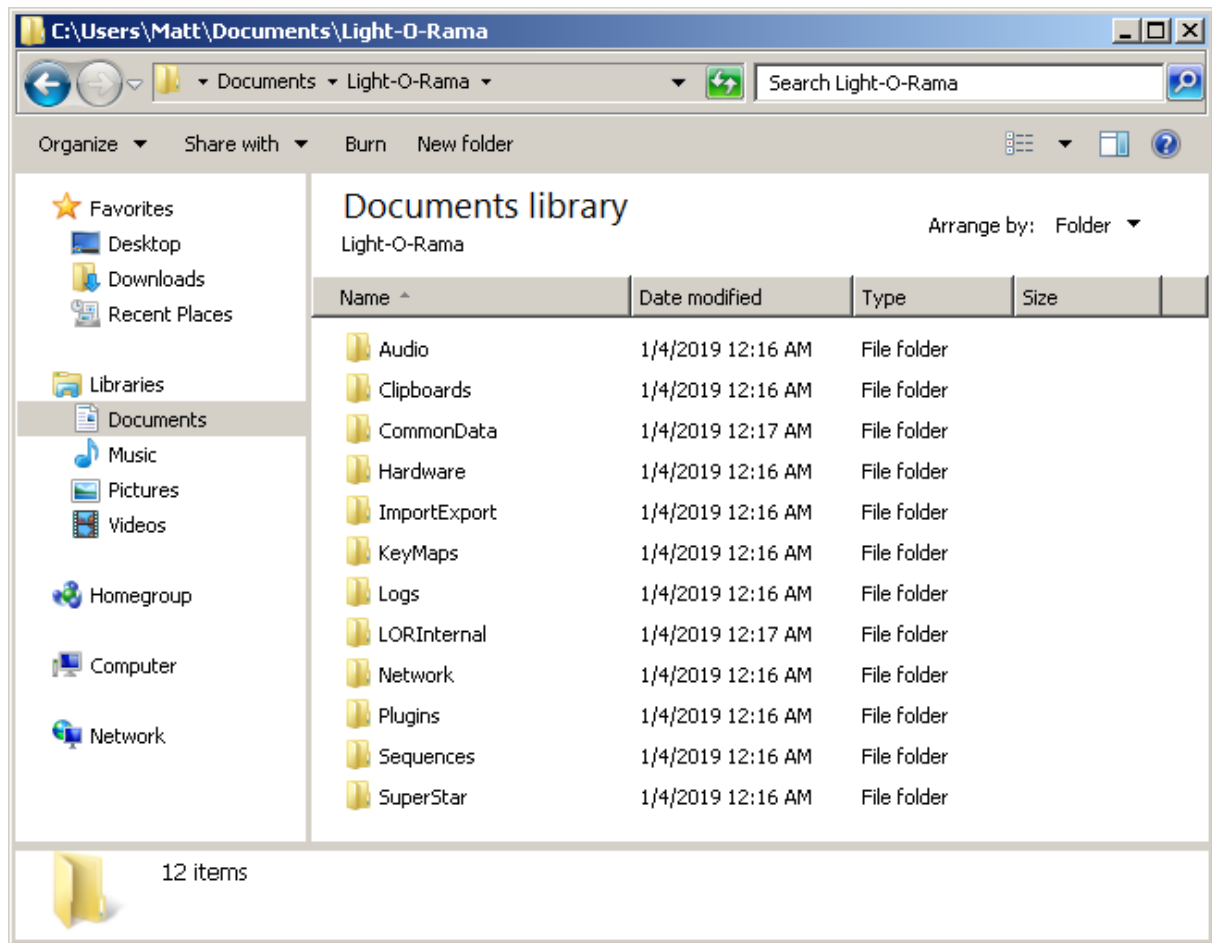 C:\Users\Matt\Documents\Light-O-Rama
Documents Light-O-Rama
Search Light-O-Rama
Organize Share with Burn New folder
Favorites
Desktop
Downloads
Recent Places
Libraries
Documents
Music
Pictures
Videos
Homegroup
Computer
Network
Documents library
Light-O-Rama
Arrange by: Folder
Name Date modified Type Size
Audio 1/4/2019 12:16 AM File folder
Clipboards 1/4/2019 12:16 AM File folder
CommonData 1/4/2019 12:17 AM File folder
Hardware 1/4/2019 12:16 AM File folder
ImportExport 1/4/2019 12:16 AM File folder
KeyMaps 1/4/2019 12:16 AM File folder
Logs 1/4/2019 12:16 AM File folder
LORInternal 1/4/2019 12:17 AM File folder
Network 1/4/2019 12:16 AM File folder
Plugins 1/4/2019 12:16 AM File folder
Sequences 1/4/2019 12:16 AM File folder
SuperStar 1/4/2019 12:16 AM File folder
12 items